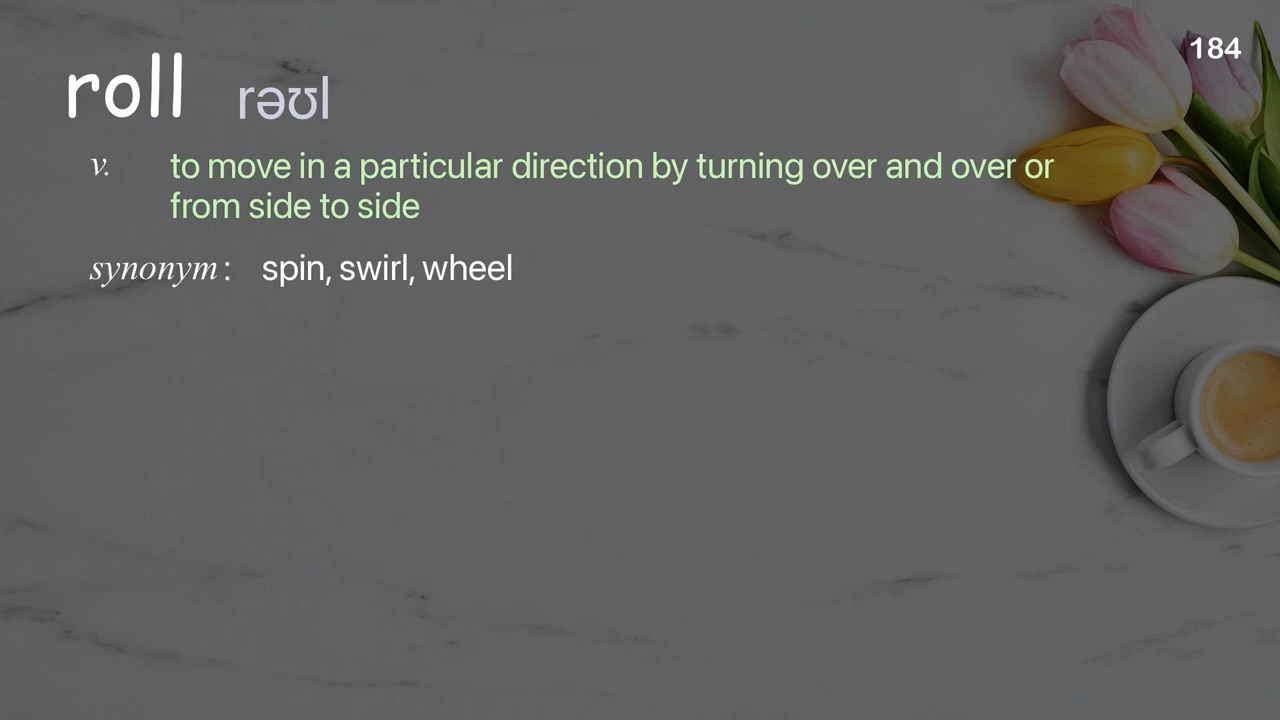 184
roll rəʊl
v. to move in a particular direction by turning over and over or
from side to side
synonym : spin, swirl, wheel